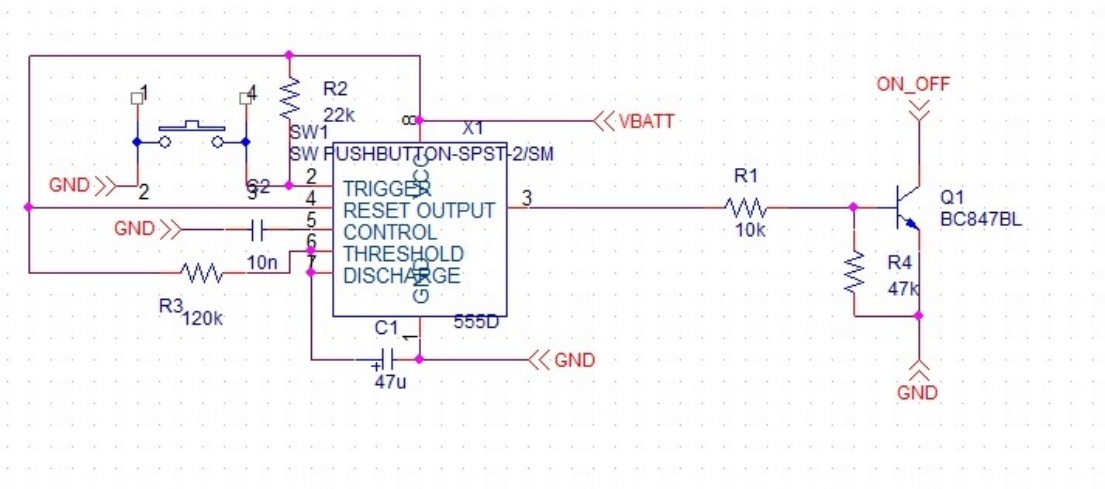 ON_OFF
1
4
R2
22k
8
VBATT
X1
SW1
SW PUSHBUTTON-SPST-2/SM
VCC
GND
2
3
C2
2
TRIGGER
R1
10k
Q1
BC847BL
4
RESET
OUTPUT
3
GND
5
CONTROL
6
THRESHOLD
10n
7
DISCHARGE
GND
R4
47k
R3
120k
C1
555D
1
+
47u
GND
GND